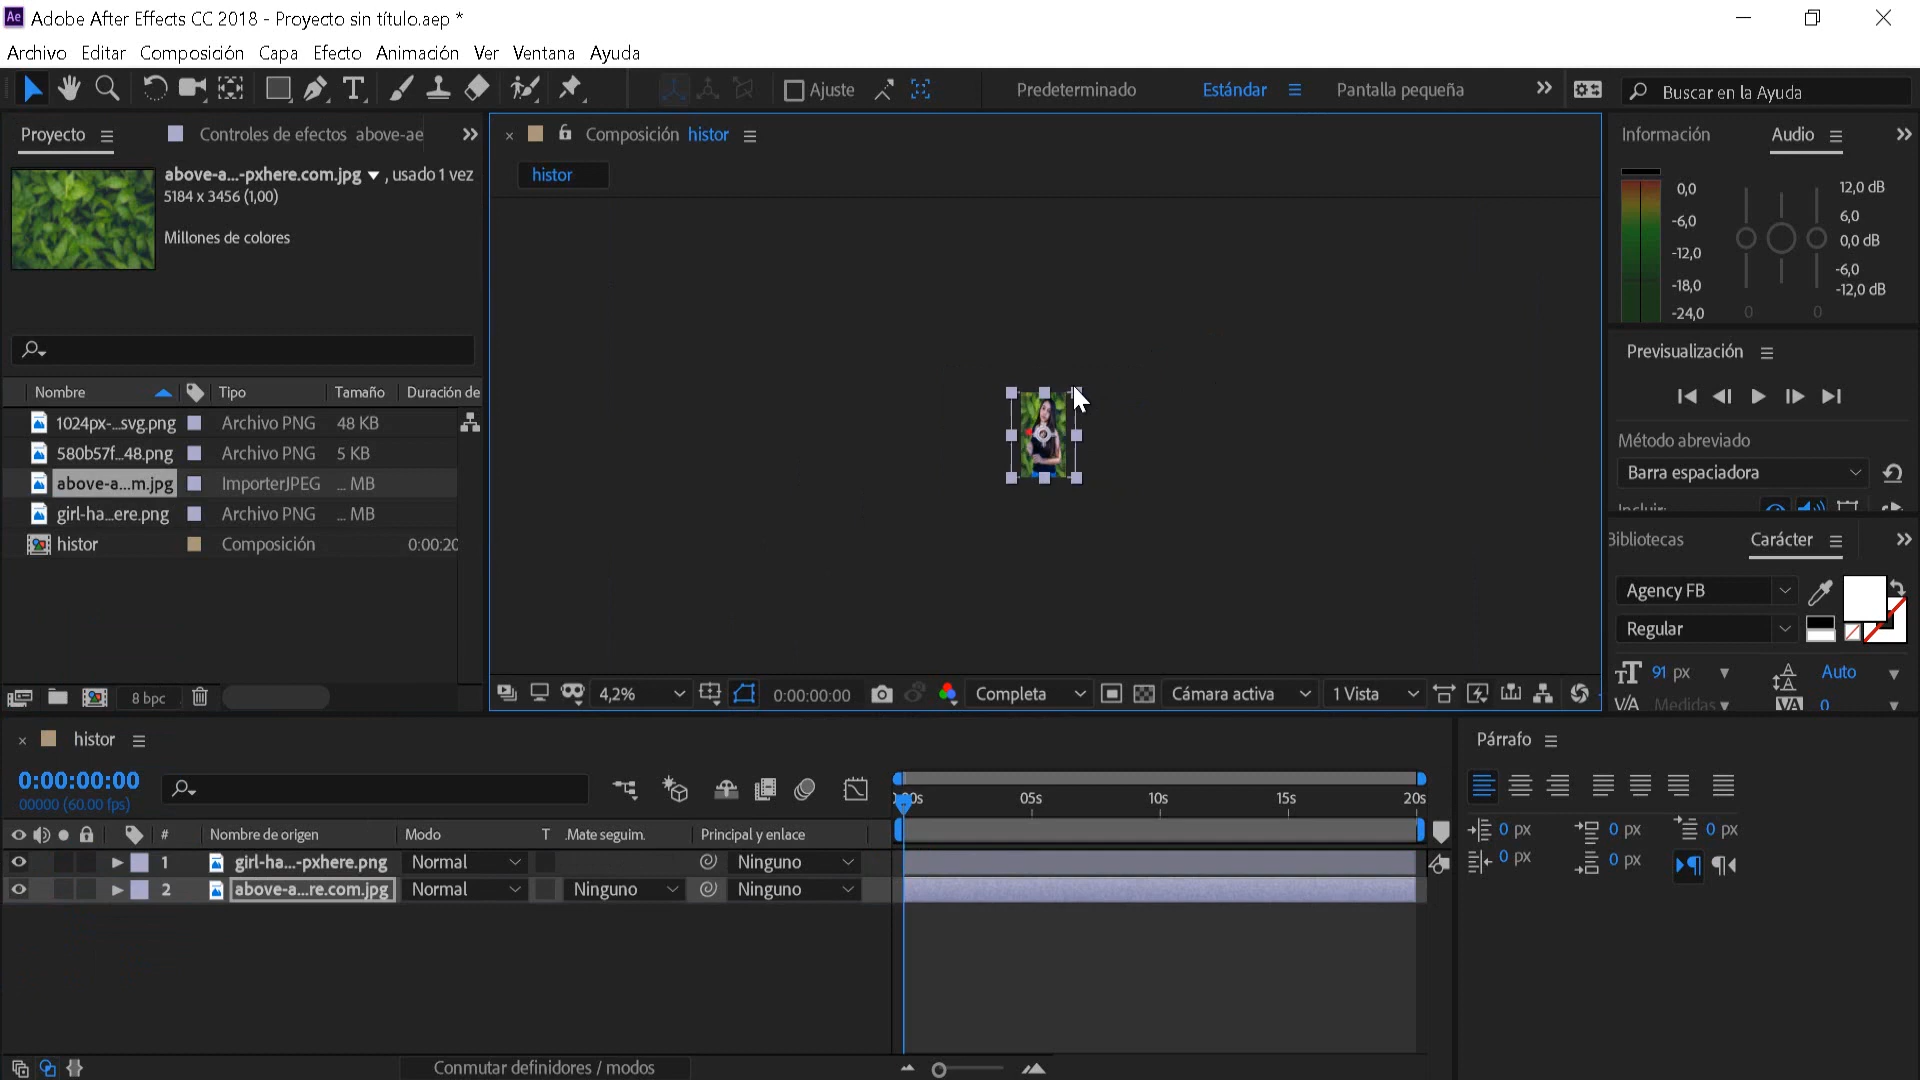 Ae Adobe After Effects CC 2018 - Proyecto sin título.aep *
Archivo Editar Composición Capa Efecto Animación Ver Ventana Ayuda
Ajuste Predeterminado Estándar Pantalla pequeña Buscar en la Ayuda
Proyecto Controles de efectos above-ae
above-a...-pxhere.com.jpg , usado 1 vez
5184 x 3456 (1,00)
Millones de colores
Nombre Tipo Tamaño Duración de
1024px-...svg.png Archivo PNG 48 KB
580b57f...48.png Archivo PNG 5 KB
above-a...m.jpg ImporterJPEG ... MB
girl-ha...ere.png Archivo PNG ... MB
histor Composición 0:00:20
8 bpc
Composición histor
histor
4,2% 0:00:00:00 Completa Cámara activa 1 Vista
Información Audio
0,0 12,0 dB
-6,0 6,0
-12,0 0,0 dB
-18,0 -6,0
-24,0 -12,0 dB
0 0
Previsualización
Método abreviado
Barra espaciadora
Incluir:
Bibliotecas Carácter
Agency FB
Regular
91 px Auto
Medidas 0
histor
0:00:00:00
00000 (60.00 fps)
05s 10s 15s 20s
# Nombre de origen Modo T .Mate seguim. Principal y enlace
1 girl-ha...-pxhere.png Normal Ninguno
2 above-a...re.com.jpg Normal Ninguno Ninguno
Conmutar definidores / modos
Párrafo
0 px 0 px 0 px
0 px 0 px